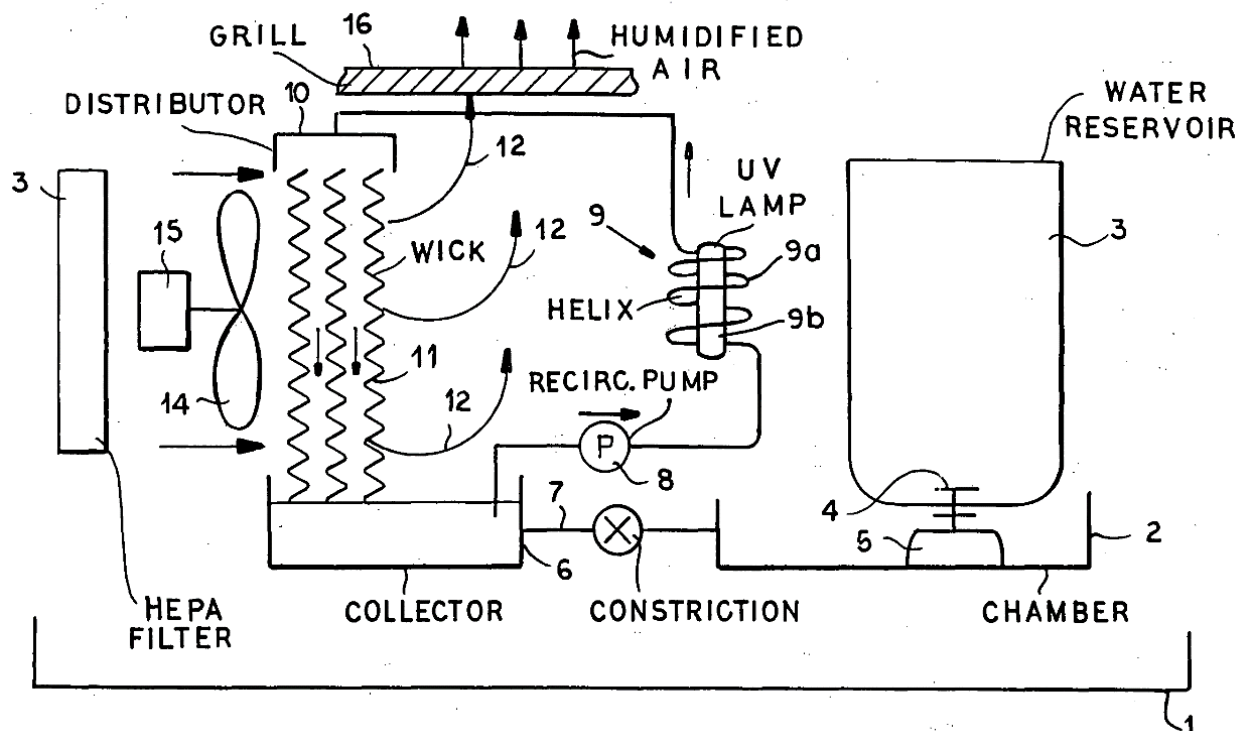 16
GRILL
HUMIDIFIED
AIR
DISTRIBUTOR
10
WATER
RESERVOIR
12
3
UV
LAMP
3
9
12
9a
15
WICK
HELIX
9b
11
RECIRC. PUMP
14
12
P
8
4
7
5
2
6
HEPA
FILTER
COLLECTOR
CONSTRICTION
CHAMBER
1